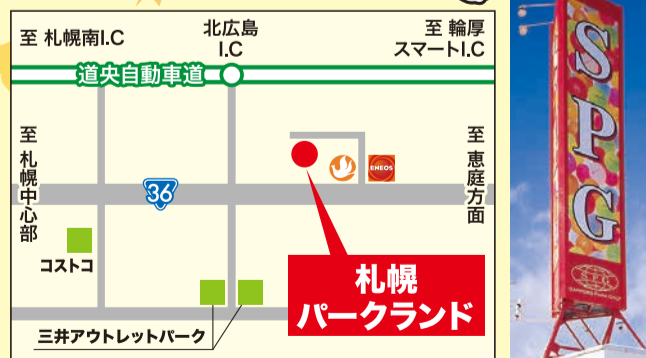 至 札幌南I.C
北広島
I.C
至 輪厚
スマートI.C
道央自動車道
至 札幌中心部
至 恵庭方面
36
ENEOS
コストコ
札幌
パークランド
三井アウトレットパーク
SPG